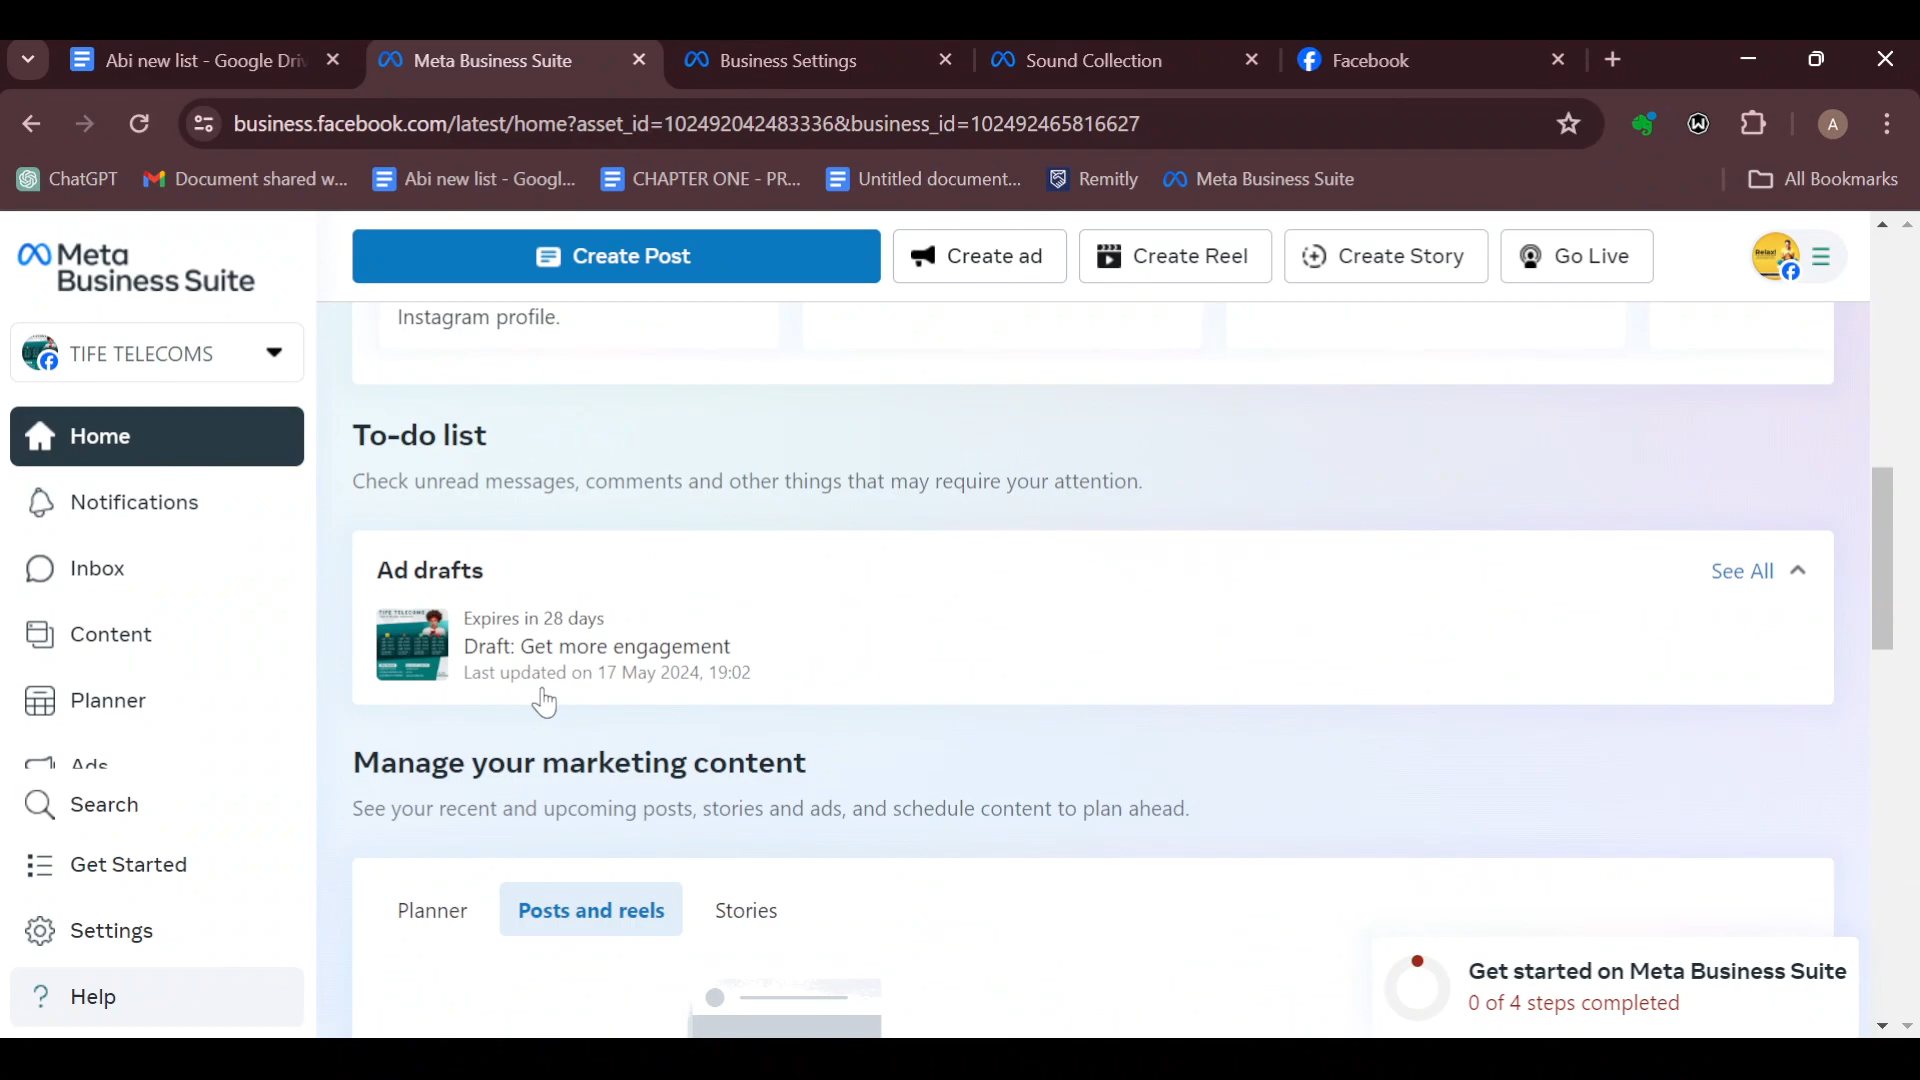 Abi new list - Google Driv
Meta Business Suite
Business Settings
Sound Collection
Facebook
business.facebook.com/latest/home?asset_id=102492042483336&business_id=102492465816627
A
ChatGPT
Document shared w...
Abi new list - Googl...
CHAPTER ONE - PR...
Untitled document...
Remitly
Meta Business Suite
All Bookmarks
Meta
Business Suite
Create Post
Create ad
Create Reel
Create Story
Go Live
TIFE TELECOMS
Home
Notifications
Inbox
Content
Planner
Ads
Search
Get Started
Settings
Help
Instagram profile.
To-do list
Check unread messages, comments and other things that may require your attention.
Ad drafts
See All
Expires in 28 days
Draft: Get more engagement
Last updated on 17 May 2024, 19:02
Manage your marketing content
See your recent and upcoming posts, stories and ads, and schedule content to plan ahead.
Planner
Posts and reels
Stories
Get started on Meta Business Suite
0 of 4 steps completed